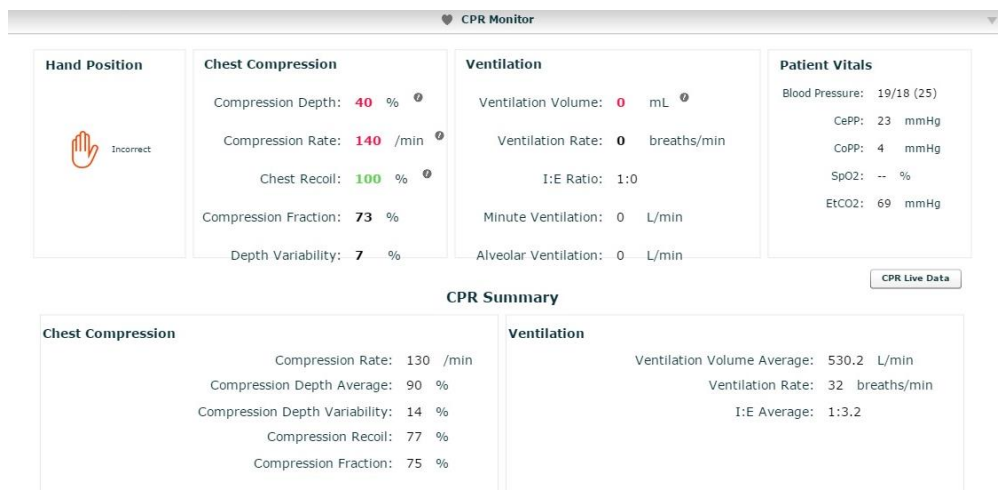 CPR Monitor
Hand Position
Incorrect
Chest Compression
Compression Depth: 40 %
Compression Rate: 140 /min
Chest Recoil: 100 %
Compression Fraction: 73 %
Depth Variability: 7 %
Ventilation
Ventilation Volume: 0 mL
Ventilation Rate: 0 breaths/min
I:E Ratio: 1:0
Minute Ventilation: 0 L/min
Alveolar Ventilation: 0 L/min
Patient Vitals
Blood Pressure: 19/18 (25)
CePP: 23 mmHg
CoPP: 4 mmHg
SpO2: -- %
EtCO2: 69 mmHg
CPR Live Data
CPR Summary
Chest Compression
Compression Rate: 130 /min
Compression Depth Average: 90 %
Compression Depth Variability: 14 %
Compression Recoil: 77 %
Compression Fraction: 75 %
Ventilation
Ventilation Volume Average: 530.2 L/min
Ventilation Rate: 32 breaths/min
I:E Average: 1:3.2